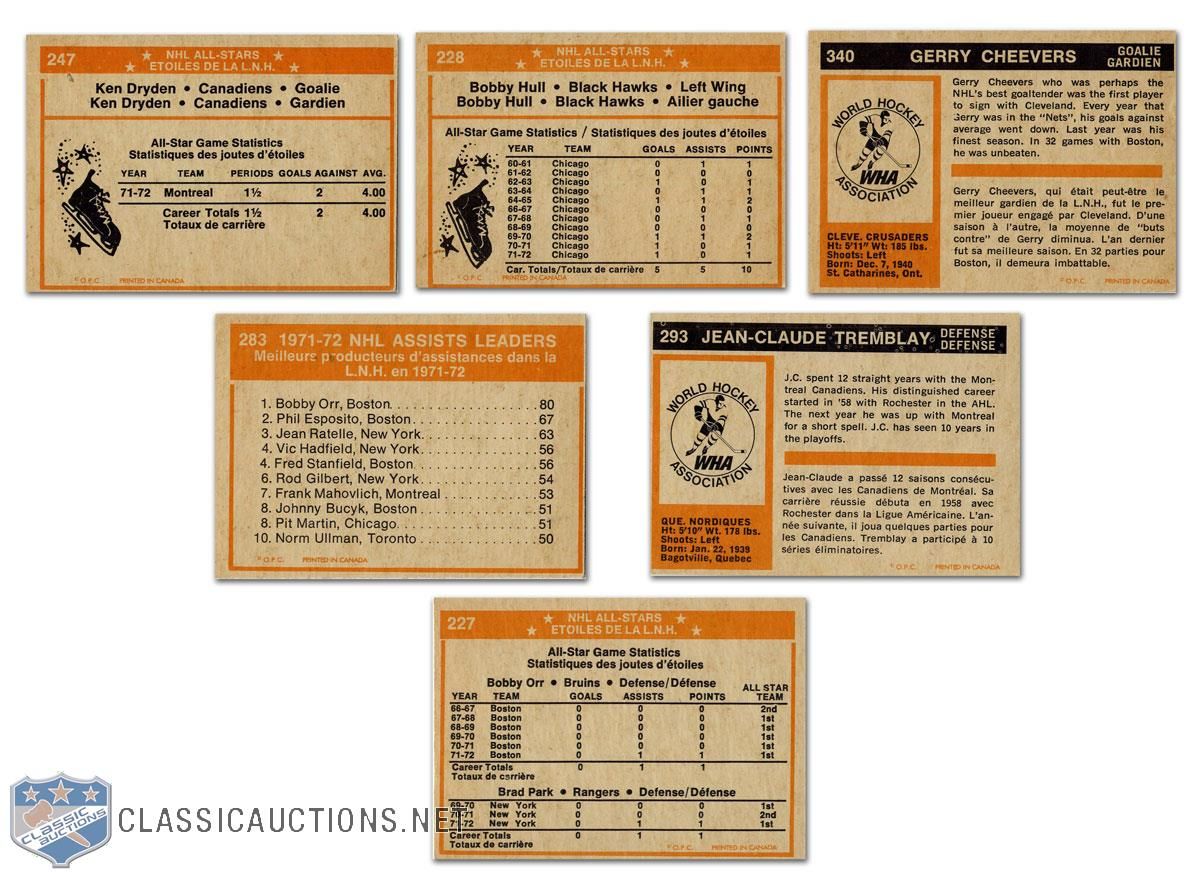 247 NHL ALL-STARS
ETOILES DE LA L.N.H.
Ken Dryden • Canadiens • Goalie
Ken Dryden • Canadiens • Gardien
All-Star Game Statistics
Statistiques des joutes d'étoiles
YEAR TEAM PERIODS GOALS AGAINST AVG.
71-72 Montreal 1½ 2 4.00
Career Totals 1½ 2 4.00
Totaux de carrière
© O.P.C. PRINTED IN CANADA
228 NHL ALL-STARS
ETOILES DE LA L.N.H.
Bobby Hull • Black Hawks • Left Wing
Bobby Hull • Black Hawks • Ailier gauche
All-Star Game Statistics / Statistiques des joutes d'étoiles
YEAR TEAM GOALS ASSISTS POINTS
60-61 Chicago 0 1 1
61-62 Chicago 0 0 0
62-63 Chicago 1 0 1
63-64 Chicago 0 1 1
64-65 Chicago 1 1 2
66-67 Chicago 0 0 0
67-68 Chicago 0 1 1
68-69 Chicago 0 0 0
69-70 Chicago 1 1 2
70-71 Chicago 1 0 1
71-72 Chicago 1 0 1
Car. Totals/Totaux de carrière 5 5 10
© O.P.C. PRINTED IN CANADA
340 GERRY CHEEVERS GOALIE
GARDIEN
WORLD HOCKEY
WHA
ASSOCIATION
CLEVE. CRUSADERS
Ht: 5'11" Wt: 185 lbs.
Shoots: Left
Born: Dec. 7, 1940
St. Catharines, Ont.
Gerry Cheevers who was perhaps the
NHL's best goaltender was the first player
to sign with Cleveland. Every year that
Gerry was in the "Nets", his goals against
average went down. Last year was his
finest season. In 32 games with Boston,
he was unbeaten.
Gerry Cheevers, qui était peut-être le
meilleur gardien de la L.N.H., fut le pre-
mier joueur engagé par Cleveland. D'une
saison à l'autre, la moyenne de "buts
contre" de Gerry diminua. L'an dernier
fut sa meilleure saison. En 32 parties pour
Boston, il demeura imbattable.
© O.P.C. PRINTED IN CANADA
283 1971-72 NHL ASSISTS LEADERS
Meilleurs producteurs d'assistances dans la
L.N.H. en 1971-72
1. Bobby Orr, Boston. . . . . . . . . . . . . . . . . . . 80
2. Phil Esposito, Boston. . . . . . . . . . . . . . . . . 67
3. Jean Ratelle, New York. . . . . . . . . . . . . . . 63
4. Vic Hadfield, New York. . . . . . . . . . . . . . . 56
4. Fred Stanfield, Boston. . . . . . . . . . . . . . . . 56
6. Rod Gilbert, New York . . . . . . . . . . . . . . . 54
7. Frank Mahovlich, Montreal . . . . . . . . . . . . 53
8. Johnny Bucyk, Boston . . . . . . . . . . . . . . . 51
8. Pit Martin, Chicago. . . . . . . . . . . . . . . . . . 51
10. Norm Ullman, Toronto . . . . . . . . . . . . . . 50
© O.P.C. PRINTED IN CANADA
293 JEAN-CLAUDE TREMBLAY DEFENSE
DEFENSE
WORLD HOCKEY
WHA
ASSOCIATION
QUE. NORDIQUES
Ht: 5'10" Wt. 178 lbs.
Shoots: Left
Born: Jan. 22, 1939
Bagotville, Quebec
J.C. spent 12 straight years with the Mon-
treal Canadiens. His distinguished career
started in '58 with Rochester in the AHL.
The next year he was up with Montreal
for a short spell. J.C. has seen 10 years in
the playoffs.
Jean-Claude a passé 12 saisons consécu-
tives avec les Canadiens de Montréal. Sa
carrière réussie débuta en 1958 avec
Rochester dans la Ligue Américaine. L'an-
née suivante, il joua quelques parties pour
les Canadiens. Tremblay a participé à 10
séries éliminatoires.
© O.P.C. PRINTED IN CANADA
227 NHL ALL-STARS
ETOILES DE LA L.N.H.
All-Star Game Statistics
Statistiques des joutes d'étoiles
Bobby Orr • Bruins • Defense/Défense
YEAR TEAM GOALS ASSISTS POINTS ALL STAR TEAM
66-67 Boston 0 0 0 2nd
67-68 Boston 0 0 0 1st
68-69 Boston 0 0 0 1st
69-70 Boston 0 0 0 1st
70-71 Boston 0 0 0 1st
71-72 Boston 0 1 1 1st
Career Totals 0 1 1
Totaux de carrière
Brad Park • Rangers • Defense/Défense
69-70 New York 0 0 0 1st
70-71 New York 0 0 0 2nd
71-72 New York 0 1 1 1st
Career Totals 0 1 1
Totaux de carrière
© O.P.C. PRINTED IN CANADA
CLASSIC
AUCTIONS
CLASSICAUCTIONS.NET